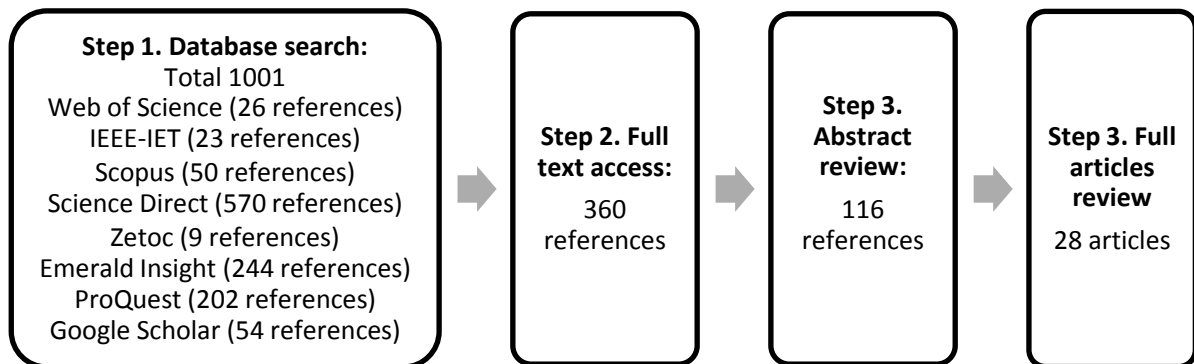 Step 1. Database search:
Total 1001
Web of Science (26 references)
IEEE-IET (23 references)
Scopus (50 references)
Science Direct (570 references)
Zetoc (9 references)
Emerald Insight (244 references)
ProQuest (202 references)
Google Scholar (54 references)
Step 2. Full
text access:
360
references
Step 3.
Abstract
review:
116
references
Step 3. Full
articles
review
28 articles